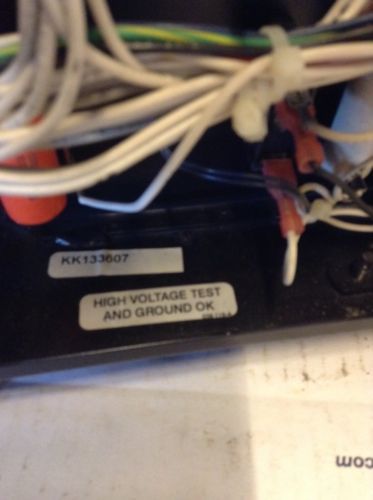 KK133607
HIGH VOLTAGE TEST
AND GROUND OK
.com